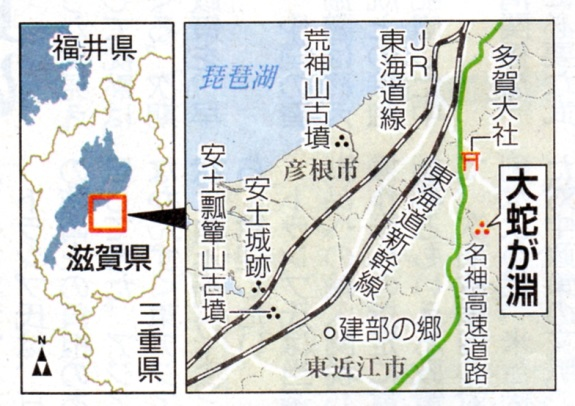 福井県
滋賀県
三重県
N
琵琶湖
荒神山古墳
JR
東海道線
多賀大社
彦根市
大蛇が淵
安土城跡
安土瓢箪山古墳
東海道新幹線
名神高速道路
建部の郷
東近江市